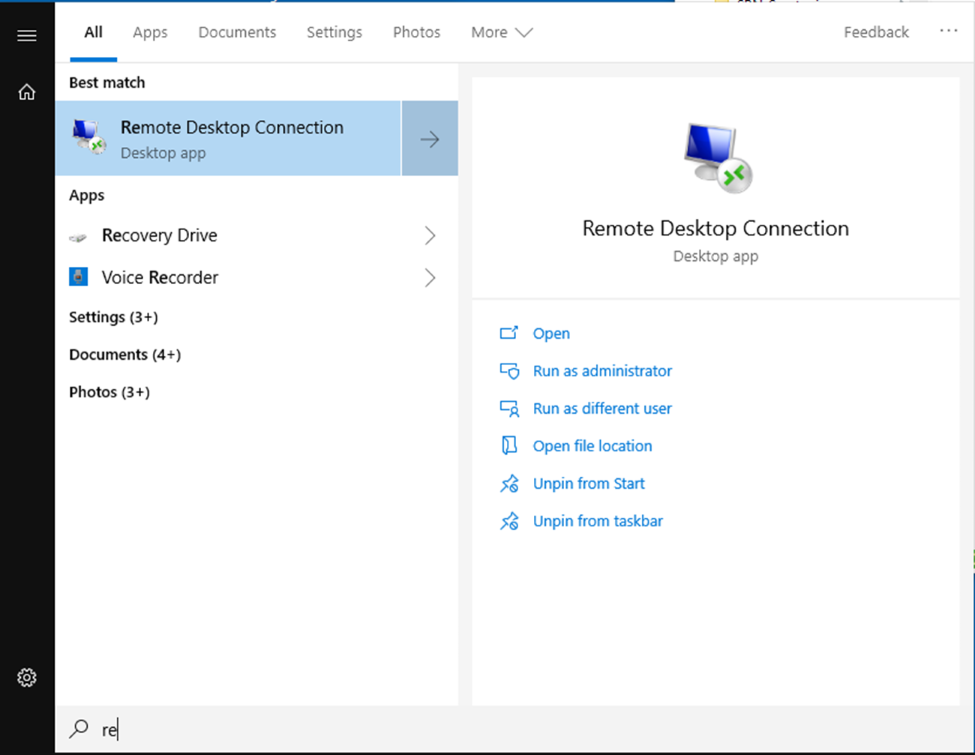 All Apps Documents Settings Photos More Feedback ...
Best match
Remote Desktop Connection
Desktop app
Apps
Recovery Drive
Voice Recorder
Settings (3+)
Documents (4+)
Photos (3+)
Remote Desktop Connection
Desktop app
Open
Run as administrator
Run as different user
Open file location
Unpin from Start
Unpin from taskbar
re